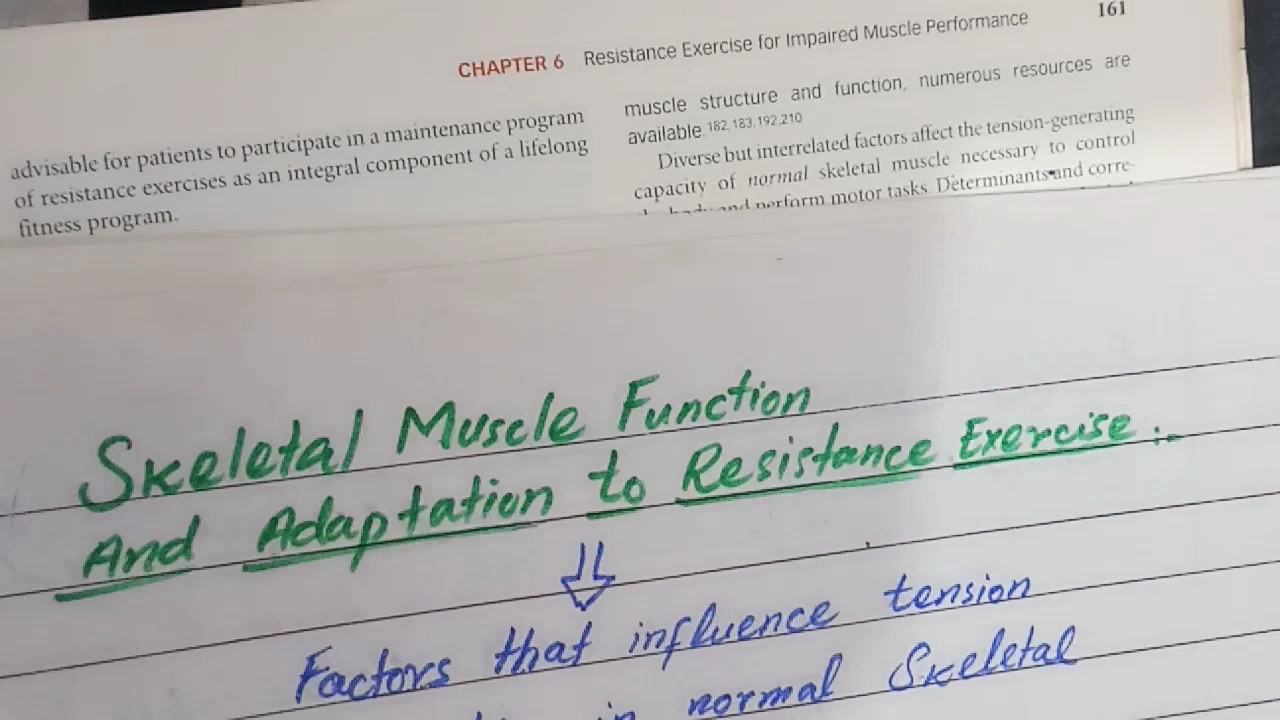 CHAPTER 6 Resistance Exercise for Impaired Muscle Performance 161
advisable for patients to participate in a maintenance program
of resistance exercises as an integral component of a lifelong
fitness program.
muscle structure and function, numerous resources are
available.182,183,192,210
Diverse but interrelated factors affect the tension-generating
capacity of normal skeletal muscle necessary to control
and perform motor tasks. Determinants and corre-
Skeletal Muscle Function
And Adaptation to Resistance Exercise:-
Factors that influence tension
in normal Skeletal